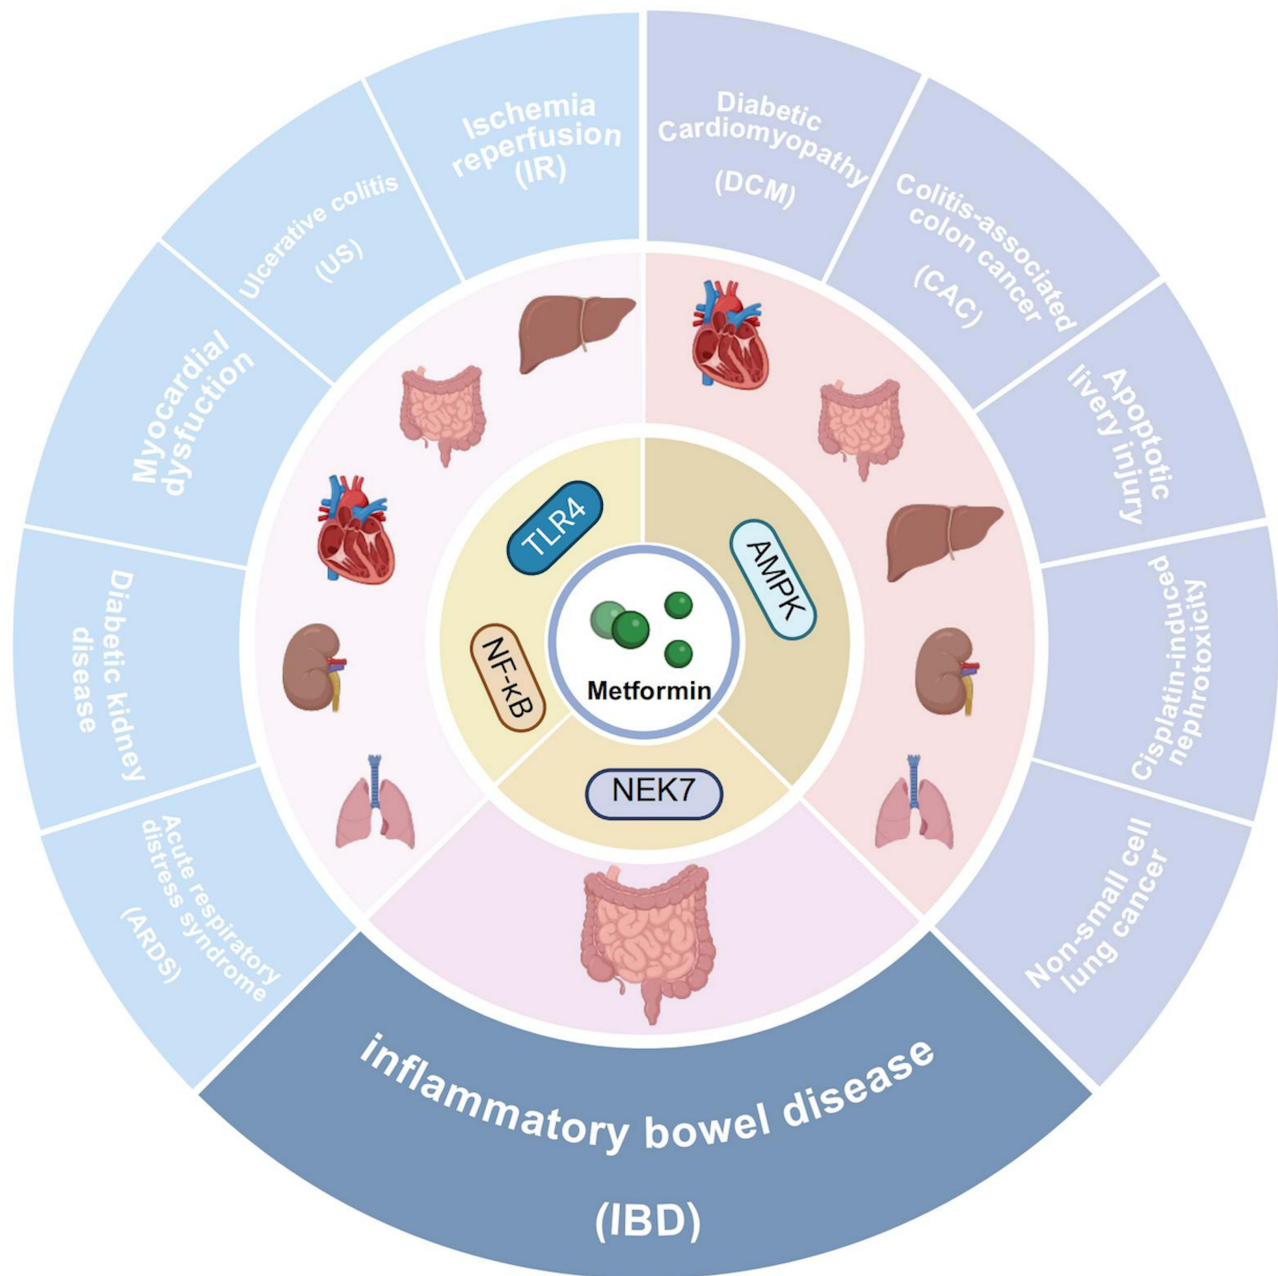 Ischemia
reperfusion
(IR)
Diabetic
Cardiomyopathy
(DCM)
Colitis-associated
colon cancer
(CAC)
Apoptotic
livery injury
Cisplatin-induced
nephrotoxicity
Non-small cell
lung cancer
inflammatory bowel disease
(IBD)
Acute respiratory
distress syndrome
(ARDS)
Diabetic kidney
disease
Myocardial
dysfuction
Ulcerative colitis
(US)
TLR4
AMPK
NF-κB
NEK7
Metformin